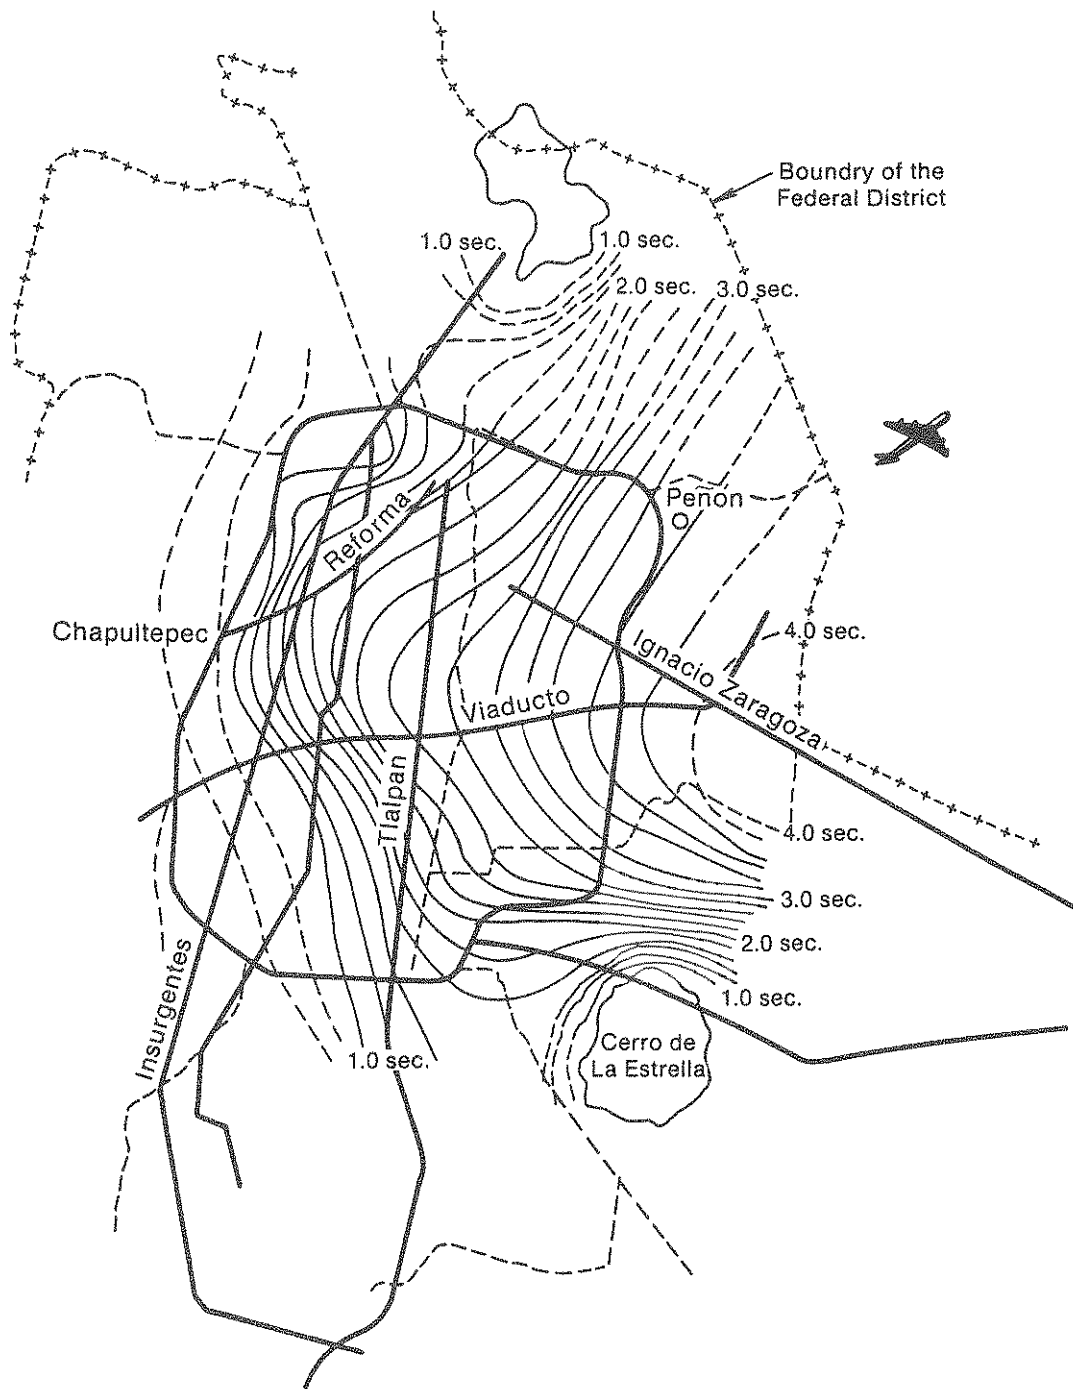 Boundry of the
Federal District
1.0 sec.
1.0 sec.
2.0 sec.
3.0 sec.
Peñon
Reforma
Chapultepec
4.0 sec.
Ignacio Zaragoza
Viaducto
Tlalpan
4.0 sec.
3.0 sec.
2.0 sec.
1.0 sec.
Insurgentes
Cerro de
La Estrella
1.0 sec.